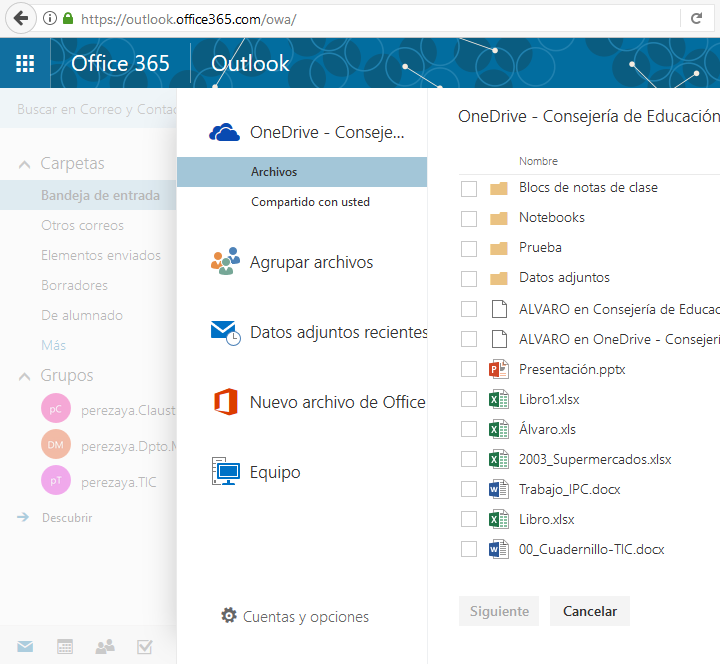 https://outlook.office365.com/owa/
Office 365
Outlook
Buscar en Correo y Contac
Carpetas
Bandeja de entrada
Otros correos
Elementos enviados
Borradores
De alumnado
Más
Grupos
pC perezaya.Claust
DM perezaya.Dpto.M
pT perezaya.TIC
Descubrir
OneDrive - Conseje...
Archivos
Compartido con usted
Agrupar archivos
Datos adjuntos recientes
Nuevo archivo de Office
Equipo
Cuentas y opciones
OneDrive - Consejería de Educación
Nombre
Blocs de notas de clase
Notebooks
Prueba
Datos adjuntos
ALVARO en Consejería de Educac
ALVARO en OneDrive - Consejerí
Presentación.pptx
Libro1.xlsx
Álvaro.xls
2003_Supermercados.xlsx
Trabajo_IPC.docx
Libro.xlsx
00_Cuadernillo-TIC.docx
Siguiente
Cancelar